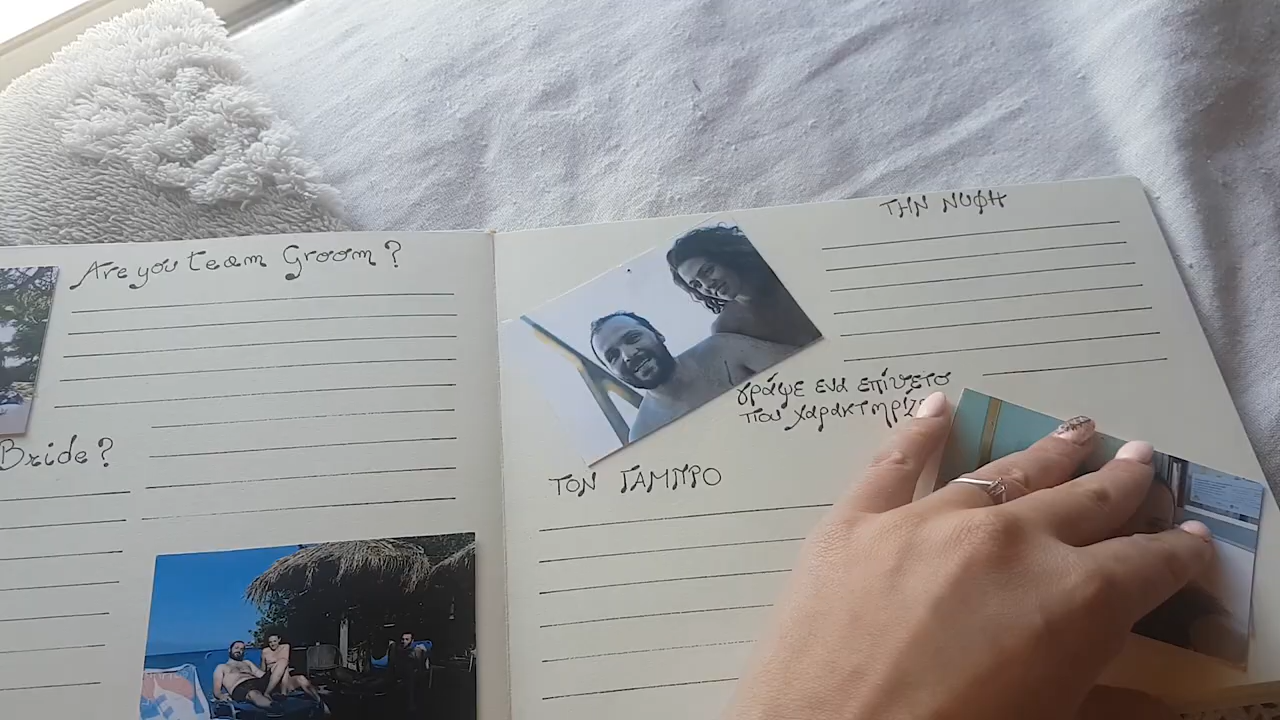 Are you team Groom?
Bride?
ΤΗΝ ΝΥΦΗ
γράψε ενα επίθετο
που χαρακτηρίζ
ΤΟΝ ΓΑΜΠΡΟ